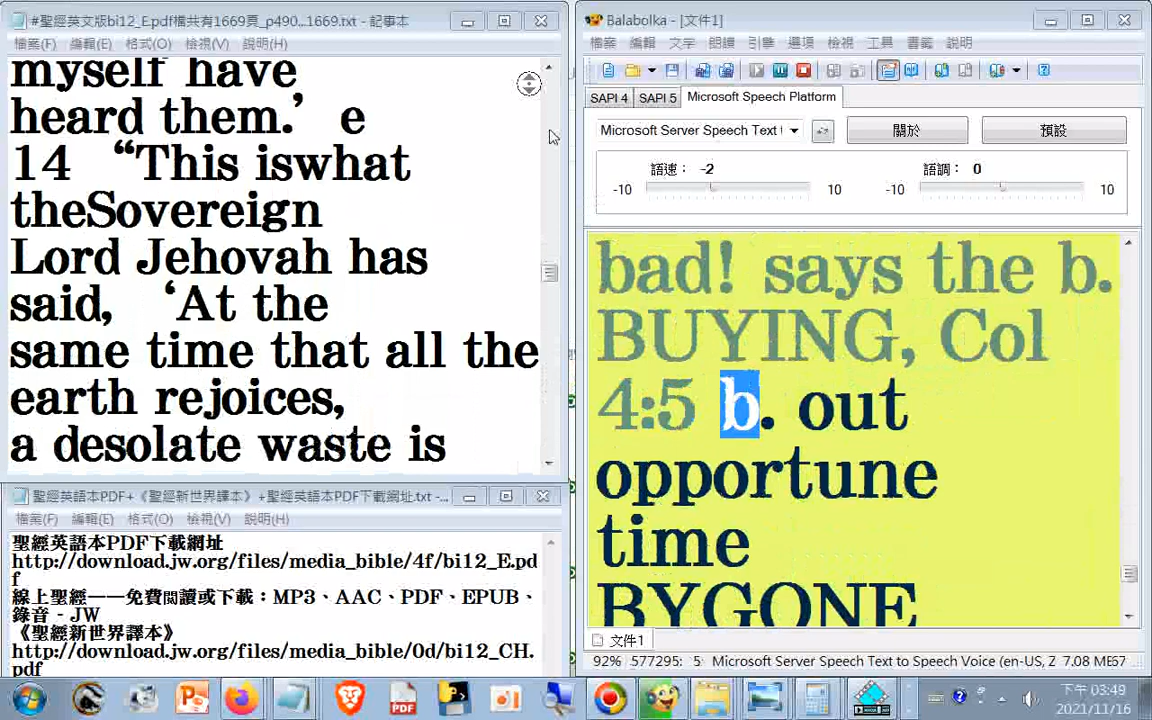 #聖經英文版bi12_E.pdf檔共有1669頁_p490...1669.txt - 記事本
檔案(F) 編輯(E) 格式(O) 檢視(V) 說明(H)
myself have
heard them.’ e
14 “This iswhat
theSovereign
Lord Jehovah has
said, ‘At the
same time that all the
earth rejoices,
a desolate waste is
聖經英語本PDF+《聖經新世界譯本》+聖經英語本PDF下載網址.txt -...
檔案(F) 編輯(E) 格式(O) 檢視(V) 說明(H)
聖經英語本PDF下載網址
http://download.jw.org/files/media_bible/4f/bi12_E.pd
f
線上聖經——免費閱讀或下載：MP3、AAC、PDF、EPUB、
錄音 - JW
《聖經新世界譯本》
http://download.jw.org/files/media_bible/0d/bi12_CH.
pdf
Balabolka - [文件1]
檔案 編輯 文字 朗讀 引擎 選項 檢視 工具 書籤 說明
SAPI 4 SAPI 5 Microsoft Speech Platform
Microsoft Server Speech Text 關於 預設
語速： -2 語調： 0
-10 10 -10 10
bad! says the b.
BUYING, Col
4:5 b. out
opportune
time
BYGONE
文件1
92% 577295: 5 Microsoft Server Speech Text to Speech Voice (en-US, Z 7.08 ME67
下午 03:49
2021/11/16